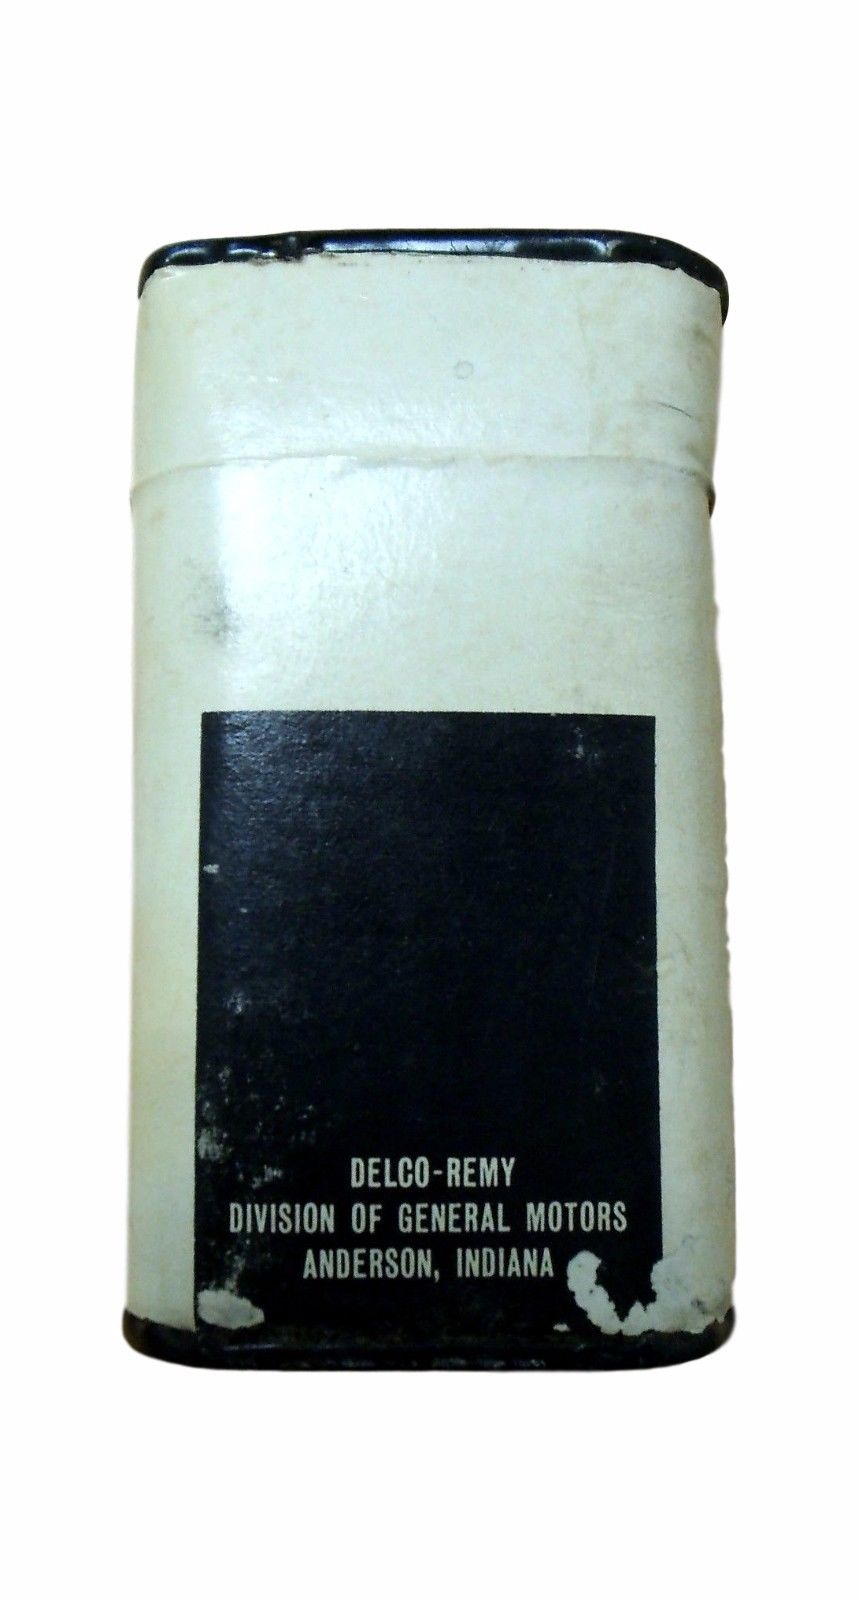 DELCO-REMY
DIVISION OF GENERAL MOTORS
ANDERSON, INDIANA